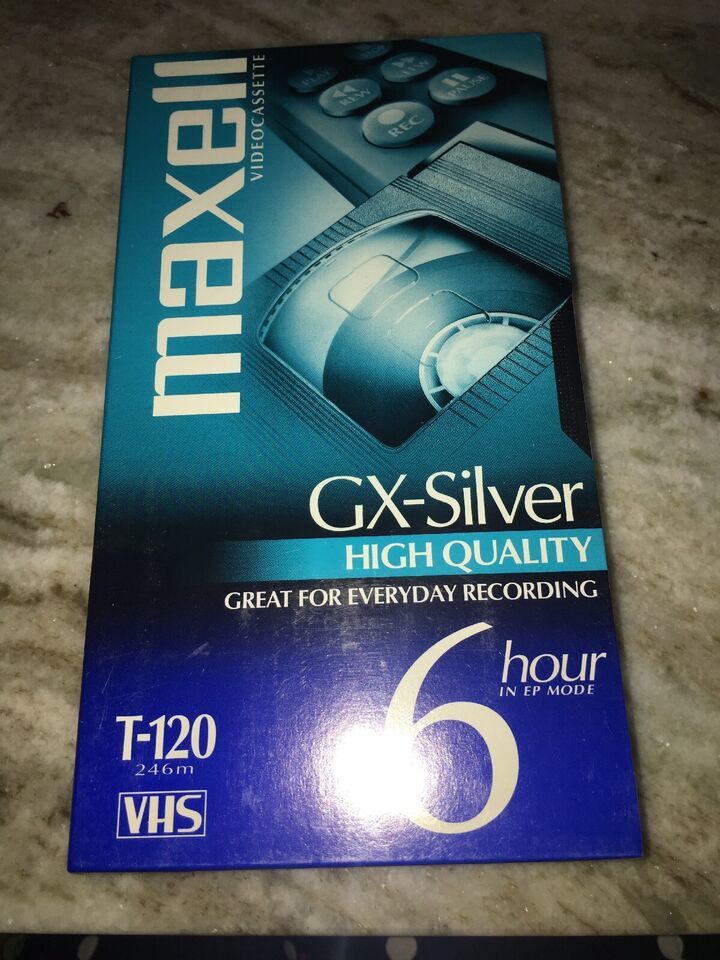 maxell
VIDEOCASSETTE
REW
PAUSE
REC
GX-Silver
HIGH QUALITY
GREAT FOR EVERYDAY RECORDING
6 hour
IN EP MODE
T-120
246m
VHS